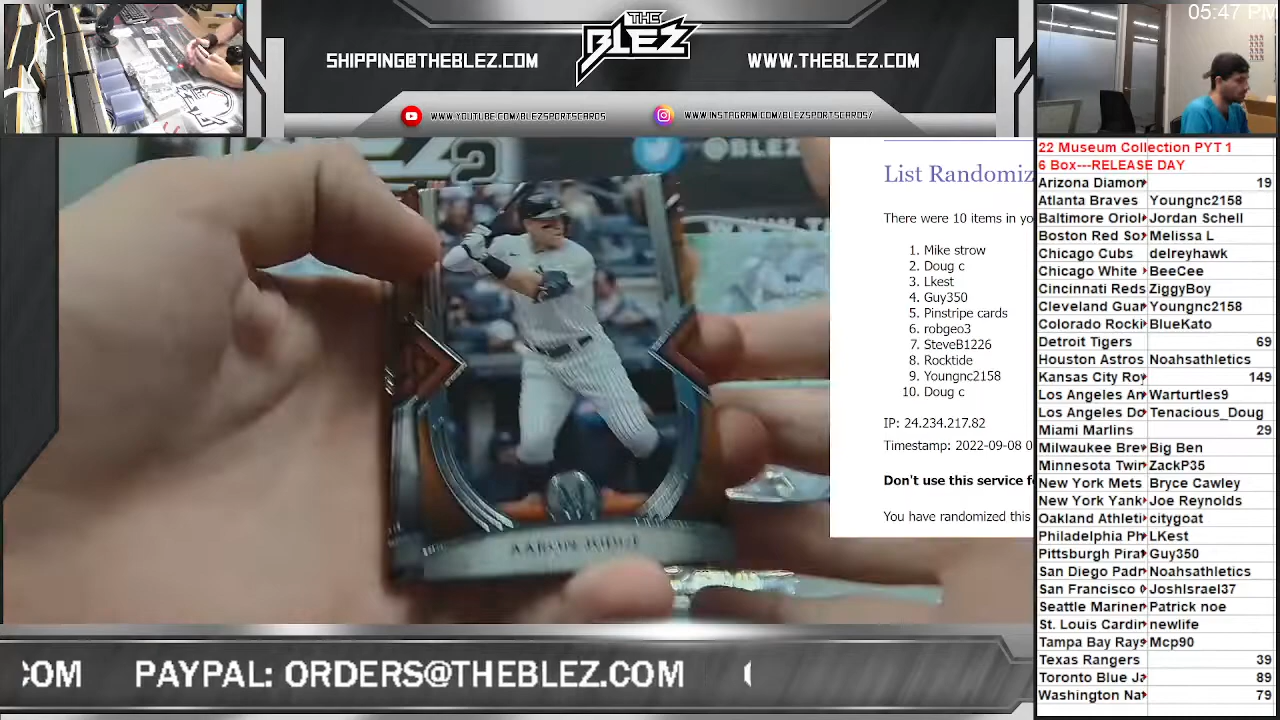 05:47 PM
THE
BLEZ
SHIPPING@THEBLEZ.COM
WWW.THEBLEZ.COM
WWW.YOUTUBE.COM/BLEZSPORTSCARDS
WWW.INSTAGRAM.COM/BLEZSPORTSCARDS/
@BLEZ
AARON JUDGE
List Randomiz
There were 10 items in yo
1. Mike strow
2. Doug c
3. Lkest
4. Guy350
5. Pinstripe cards
6. robgeo3
7. SteveB1226
8. Rocktide
9. Youngnc2158
10. Doug c
IP: 24.234.217.82
Timestamp: 2022-09-08 0
Don't use this service f
You have randomized this
22 Museum Collection PYT 1
6 Box---RELEASE DAY
Arizona Diamon 19
Atlanta Braves Youngnc2158
Baltimore Oriol Jordan Schell
Boston Red So Melissa L
Chicago Cubs delreyhawk
Chicago White BeeCee
Cincinnati Reds ZiggyBoy
Cleveland Guar Youngnc2158
Colorado Rocki BlueKato
Detroit Tigers 69
Houston Astros Noahsathletics
Kansas City Roy 149
Los Angeles An Warturtles9
Los Angeles Do Tenacious_Doug
Miami Marlins 29
Milwaukee Brew Big Ben
Minnesota Twin ZackP35
New York Mets Bryce Cawley
New York Yank Joe Reynolds
Oakland Athleti citygoat
Philadelphia Ph LKest
Pittsburgh Pirat Guy350
San Diego Padr Noahsathletics
San Francisco G JoshIsrael37
Seattle Mariner Patrick noe
St. Louis Cardin newlife
Tampa Bay Rays Mcp90
Texas Rangers 39
Toronto Blue Ja 89
Washington Na 79
COM PAYPAL: ORDERS@THEBLEZ.COM